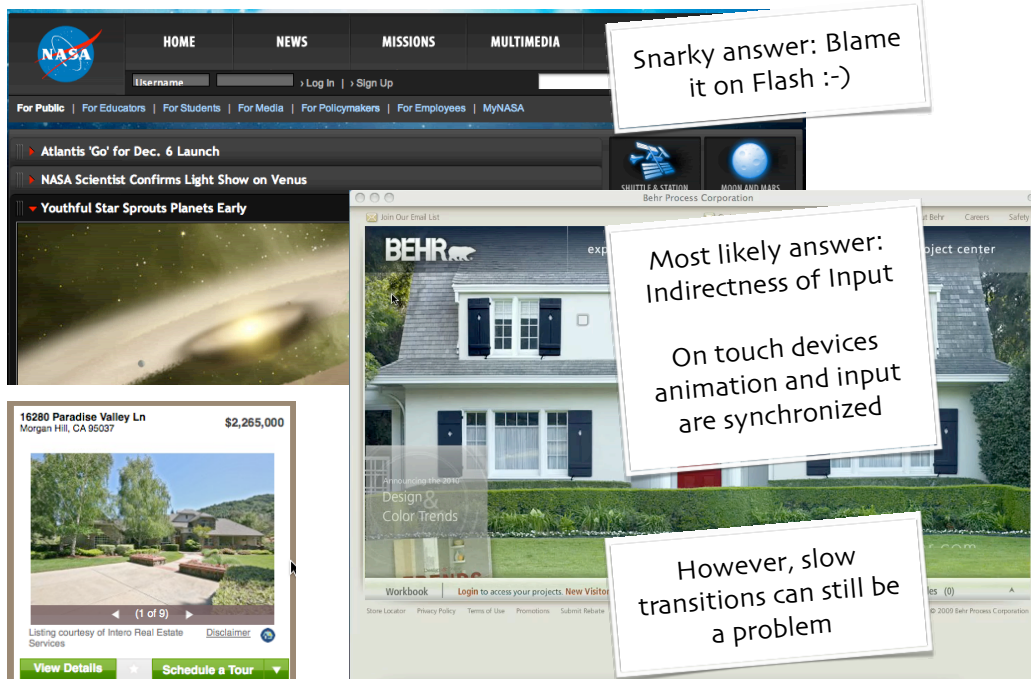 NASA
HOME
NEWS
MISSIONS
MULTIMEDIA
Username
› Log In | › Sign Up
For Public | For Educators | For Students | For Media | For Policymakers | For Employees | MyNASA
Atlantis 'Go' for Dec. 6 Launch
NASA Scientist Confirms Light Show on Venus
Youthful Star Sprouts Planets Early
SHUTTLE & STATION
MOON AND MARS
Snarky answer: Blame
it on Flash :-)
Behr Process Corporation
Join Our Email List
Behr
Careers
Safety
BEHR
center
Most likely answer:
Indirectness of Input
On touch devices
animation and input
are synchronized
Announcing the 2010
Design &
Color Trends
However, slow
transitions can still be
a problem
Workbook | Login to access your projects. New Visitor
(0)
Store Locator Privacy Policy Terms of Use Promotions Submit Rebate
© 2009 Behr Process Corporation
16280 Paradise Valley Ln
Morgan Hill, CA 95037
$2,265,000
(1 of 9)
Listing courtesy of Intero Real Estate
Services
Disclaimer
View Details
Schedule a Tour